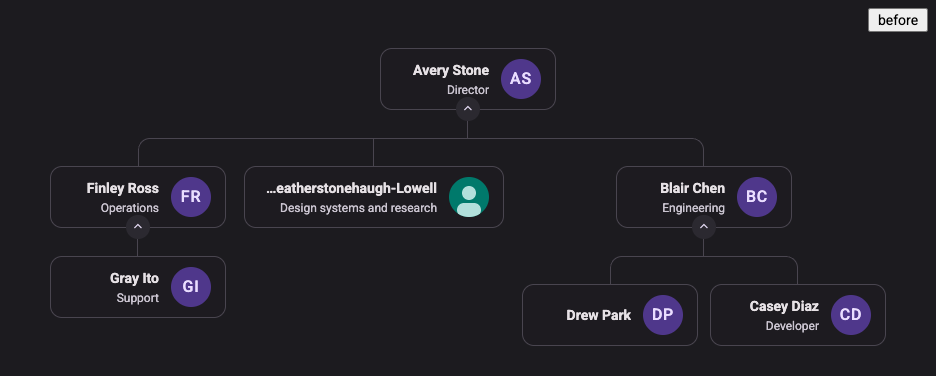 before
Avery Stone
Director
AS
Finley Ross
Operations
FR
...eatherstonehaugh-Lowell
Design systems and research
Blair Chen
Engineering
BC
Gray Ito
Support
GI
Drew Park
DP
Casey Diaz
Developer
CD